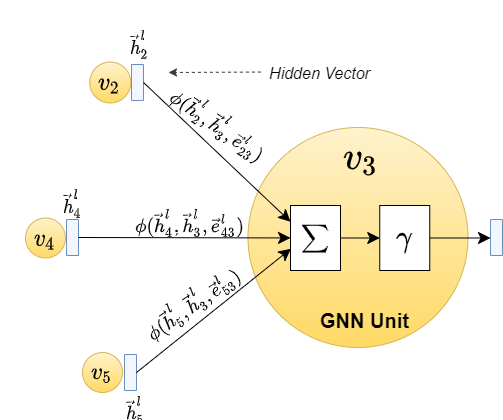 $\vec{h}_2^l$
Hidden Vector
$v_2$
$\phi(\vec{h}_2^l, \vec{h}_3^l, \vec{e}_{23}^l)$
$v_3$
$\vec{h}_4^l$
$v_4$
$\phi(\vec{h}_4^l, \vec{h}_3^l, \vec{e}_{43}^l)$
$\Sigma$
$\gamma$
$\phi(\vec{h}_5^l, \vec{h}_3^l, \vec{e}_{53}^l)$
GNN Unit
$v_5$
$\vec{h}_5^l$